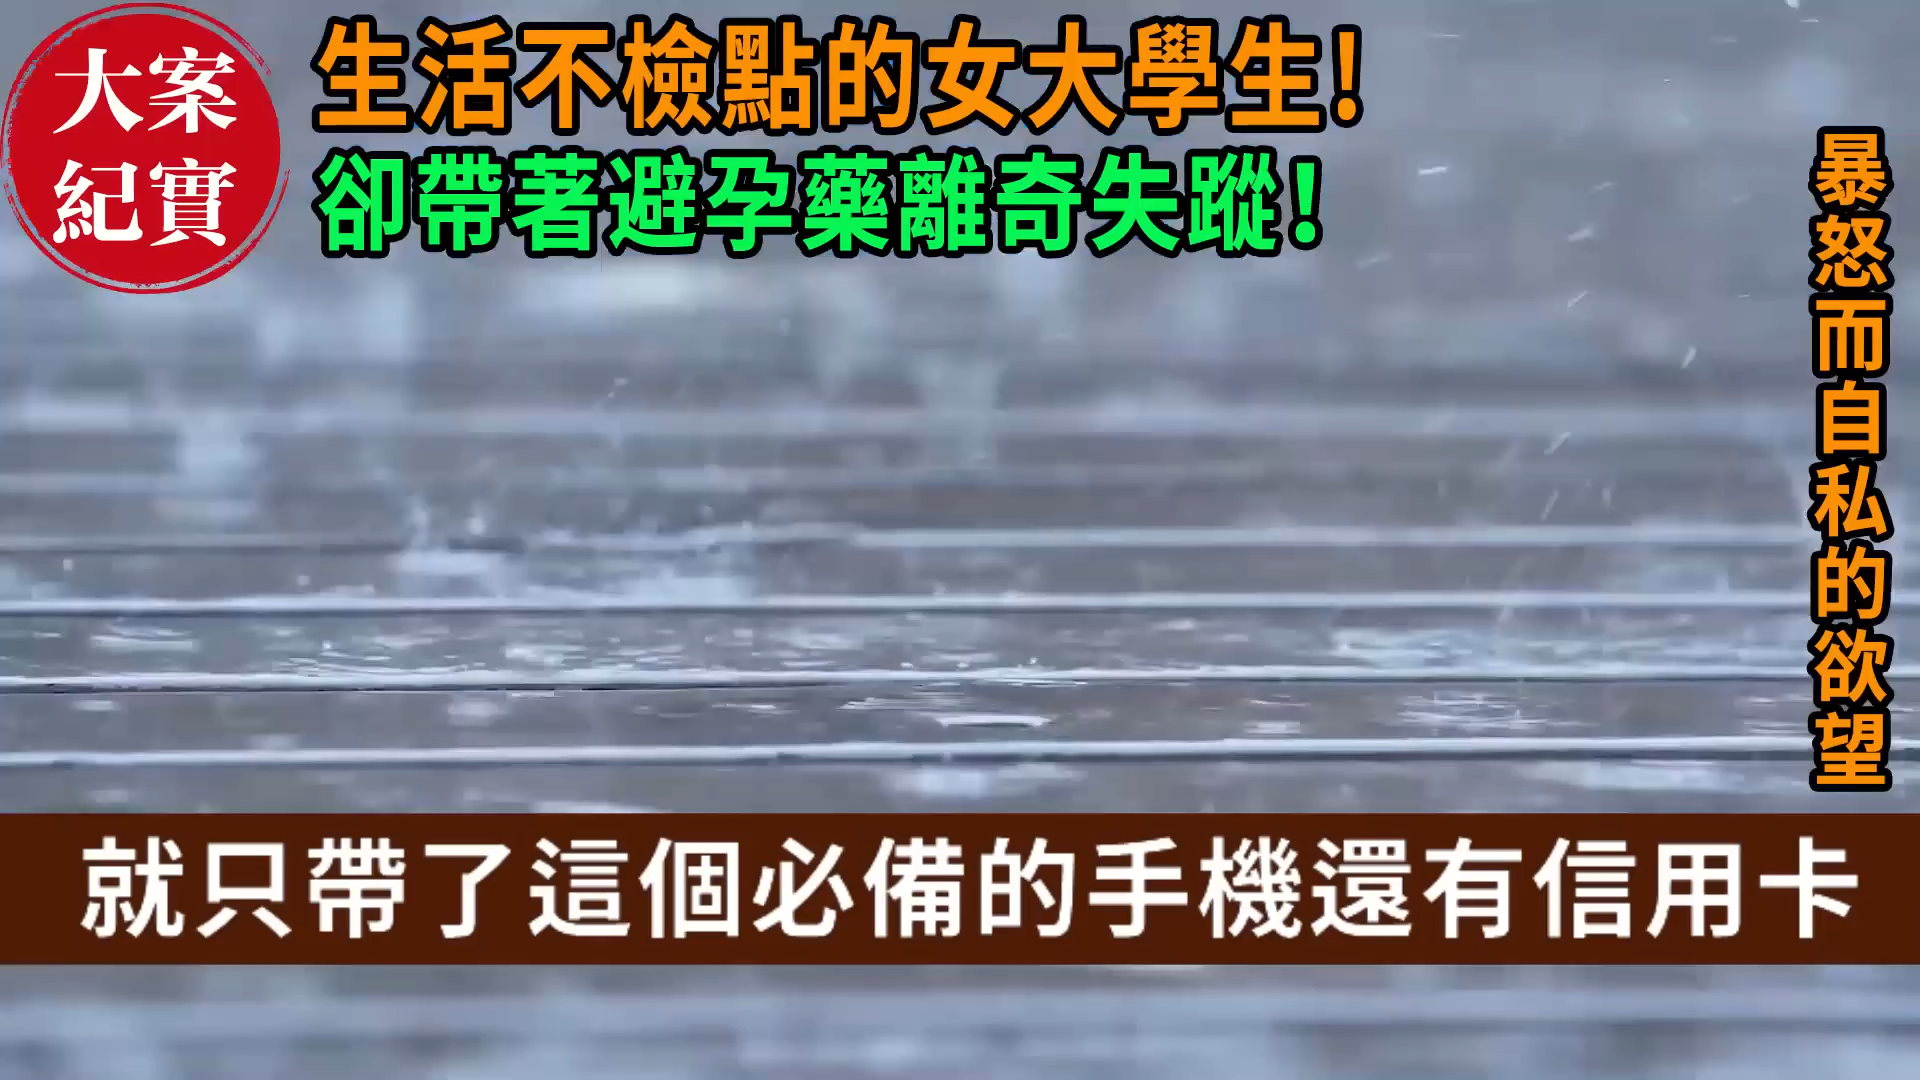 大案
紀實
生活不檢點的女大學生!
卻帶著避孕藥離奇失蹤!
暴怒而自私的欲望
就只帶了這個必備的手機還有信用卡